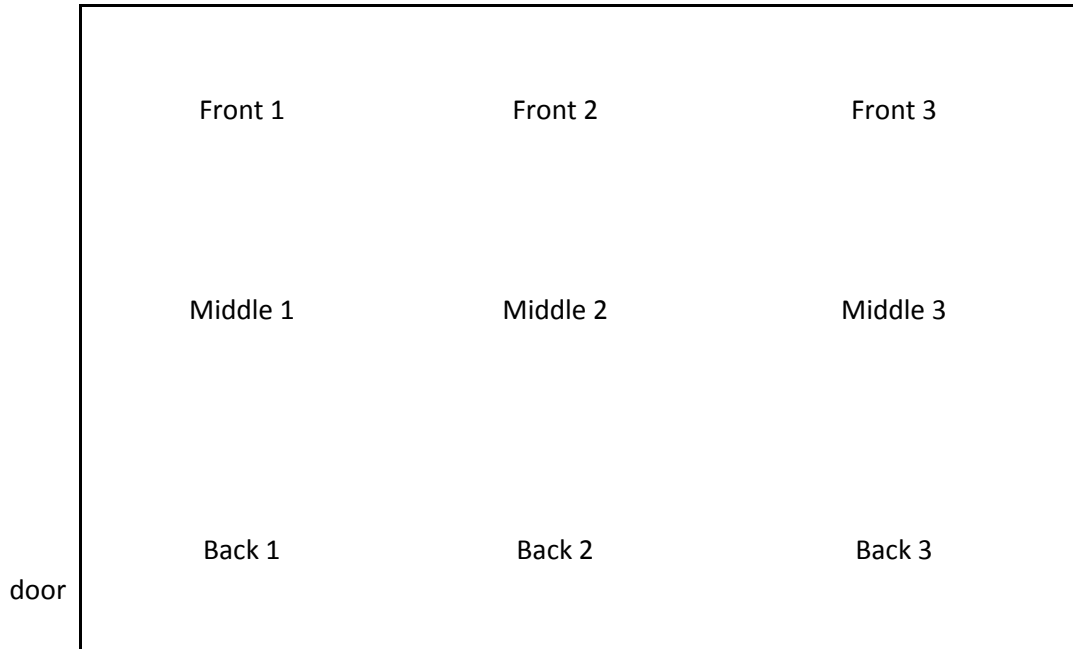 Front 1 Front 2 Front 3
Middle 1 Middle 2 Middle 3
Back 1 Back 2 Back 3
door